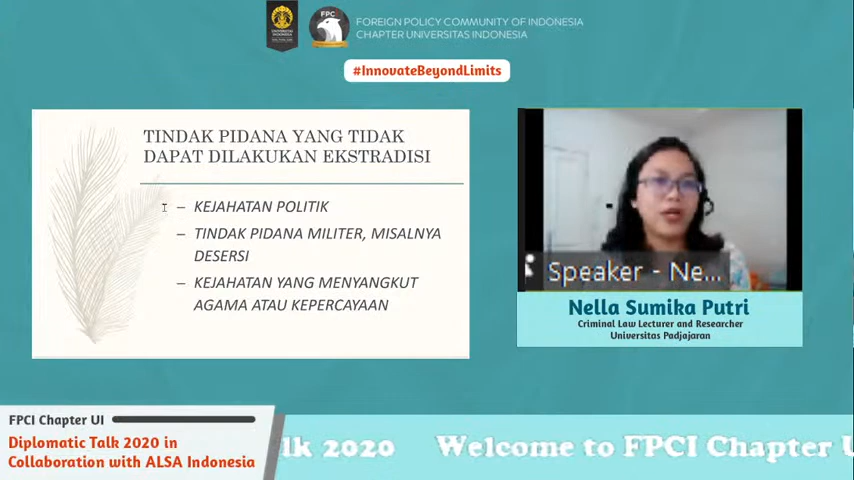 FPC
FOREIGN POLICY COMMUNITY OF INDONESIA
CHAPTER UNIVERSITAS INDONESIA
#InnovateBeyondLimits
TINDAK PIDANA YANG TIDAK
DAPAT DILAKUKAN EKSTRADISI
– KEJAHATAN POLITIK
– TINDAK PIDANA MILITER, MISALNYA
DESERSI
– KEJAHATAN YANG MENYANGKUT
AGAMA ATAU KEPERCAYAAN
Speaker - Ne...
Nella Sumika Putri
Criminal Law Lecturer and Researcher
Universitas Padjajaran
FPCI Chapter UI
Diplomatic Talk 2020 in
Collaboration with ALSA Indonesia
lk 2020 Welcome to FPCI Chapter U